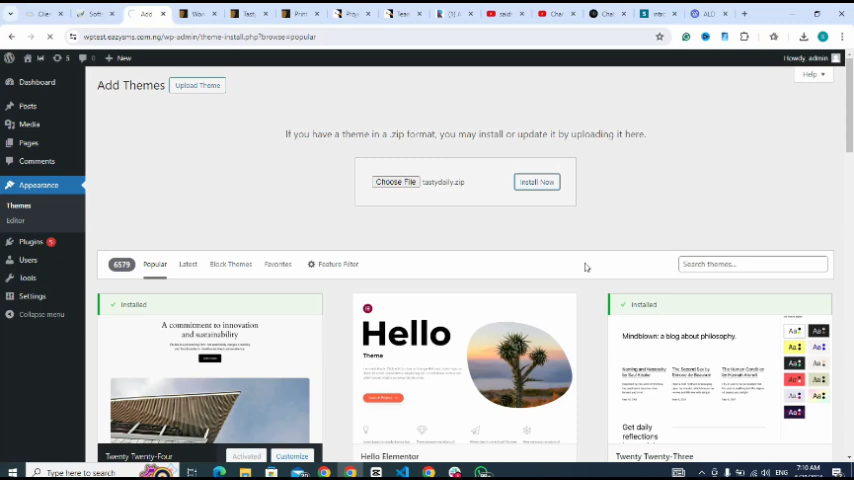 Add
wptest.eazysms.com.ng/wp-admin/theme-install.php?browse=popular
5
0
New
Howdy, admin
Dashboard
Posts
Media
Pages
Comments
Appearance
Themes
Editor
Plugins 5
Users
Tools
Settings
Collapse menu
Add Themes
Upload Theme
Help
If you have a theme in a .zip format, you may install or update it by uploading it here.
Choose File tastydaily.zip
Install Now
6579 Popular Latest Block Themes Favorites Feature Filter
Search themes...
Installed
A commitment to innovation
and sustainability
Twenty Twenty-Four
Activated
Customize
Hello
Theme
Hello Elementor
Installed
Mindblown: a blog about philosophy.
Get daily
reflections
Twenty Twenty-Three
Type here to search
ENG
7:10 AM